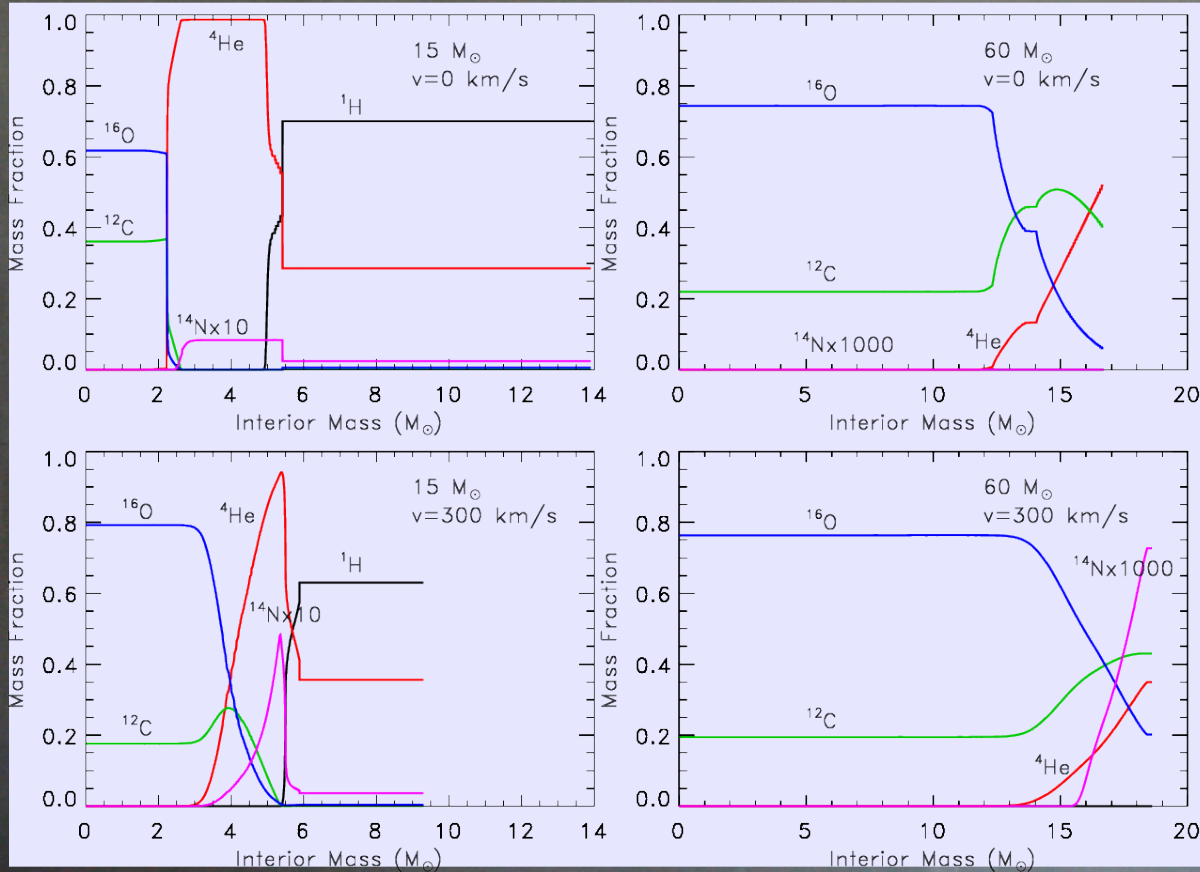 1.0
0.8
0.6
0.4
0.2
0.0
Mass Fraction
⁴He
15 M☉
v=0 km/s
¹H
¹⁶O
¹²C
¹⁴Nx10
0 2 4 6 8 10 12 14
Interior Mass (M☉)
1.0
0.8
0.6
0.4
0.2
0.0
Mass Fraction
60 M☉
v=0 km/s
¹⁶O
¹²C
¹⁴Nx1000
⁴He
0 5 10 15 20
Interior Mass (M☉)
1.0
0.8
0.6
0.4
0.2
0.0
Mass Fraction
15 M☉
v=300 km/s
¹⁶O
⁴He
¹H
¹⁴Nx10
¹²C
0 2 4 6 8 10 12 14
Interior Mass (M☉)
1.0
0.8
0.6
0.4
0.2
0.0
Mass Fraction
60 M☉
v=300 km/s
¹⁶O
¹⁴Nx1000
¹²C
⁴He
0 5 10 15 20
Interior Mass (M☉)